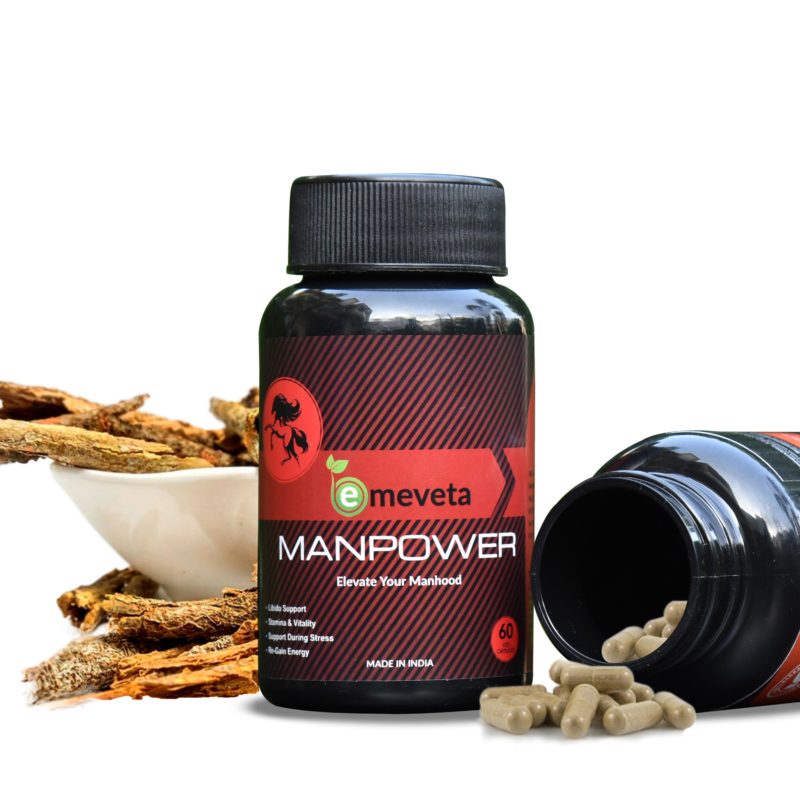 emeveta
MANPOWER
Elevate Your Manhood
- Libido Support
- Stamina & Vitality
- Support During Stress
- Re-Gain Energy
60
CAPSULES
MADE IN INDIA